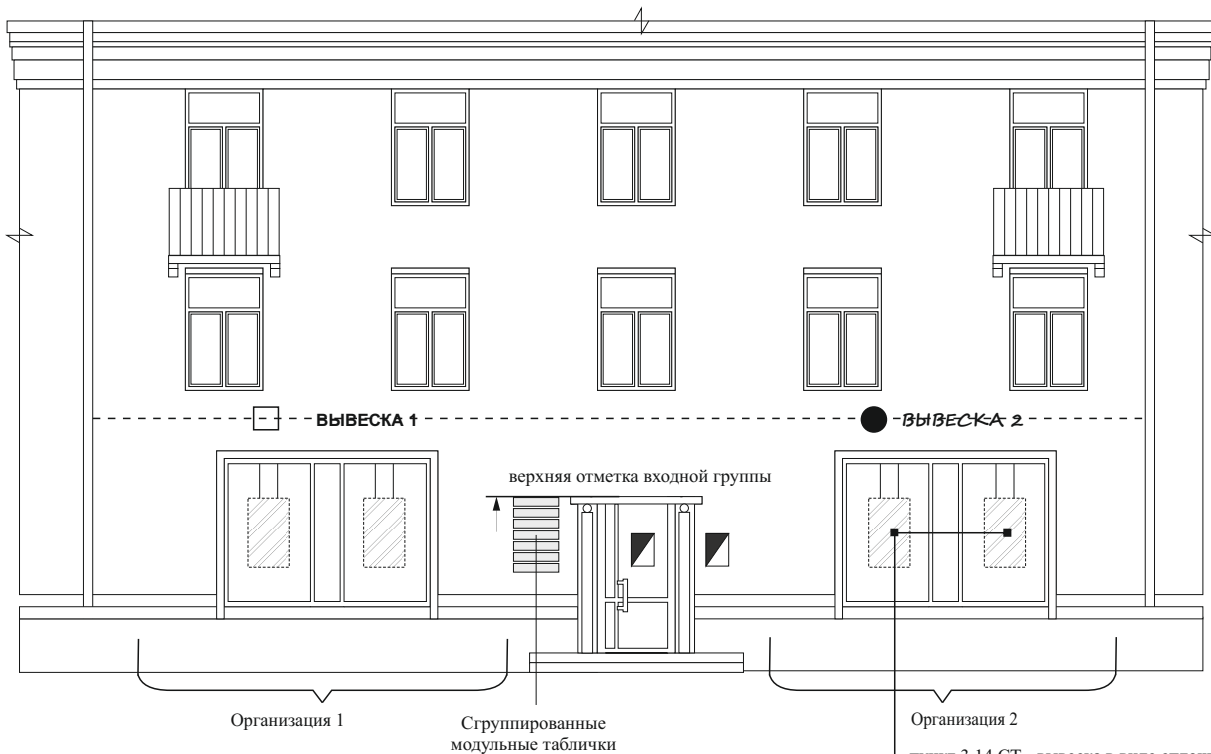 ВЫВЕСКА 1
ВЫВЕСКА 2
верхняя отметка входной группы
Организация 1
Сгруппированные
модульные таблички
Организация 2